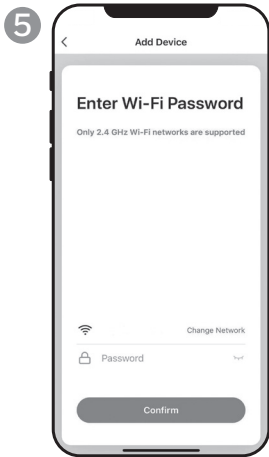 5
Add Device
Enter Wi-Fi Password
Only 2.4 GHz Wi-Fi networks are supported
Change Network
Password
Confirm